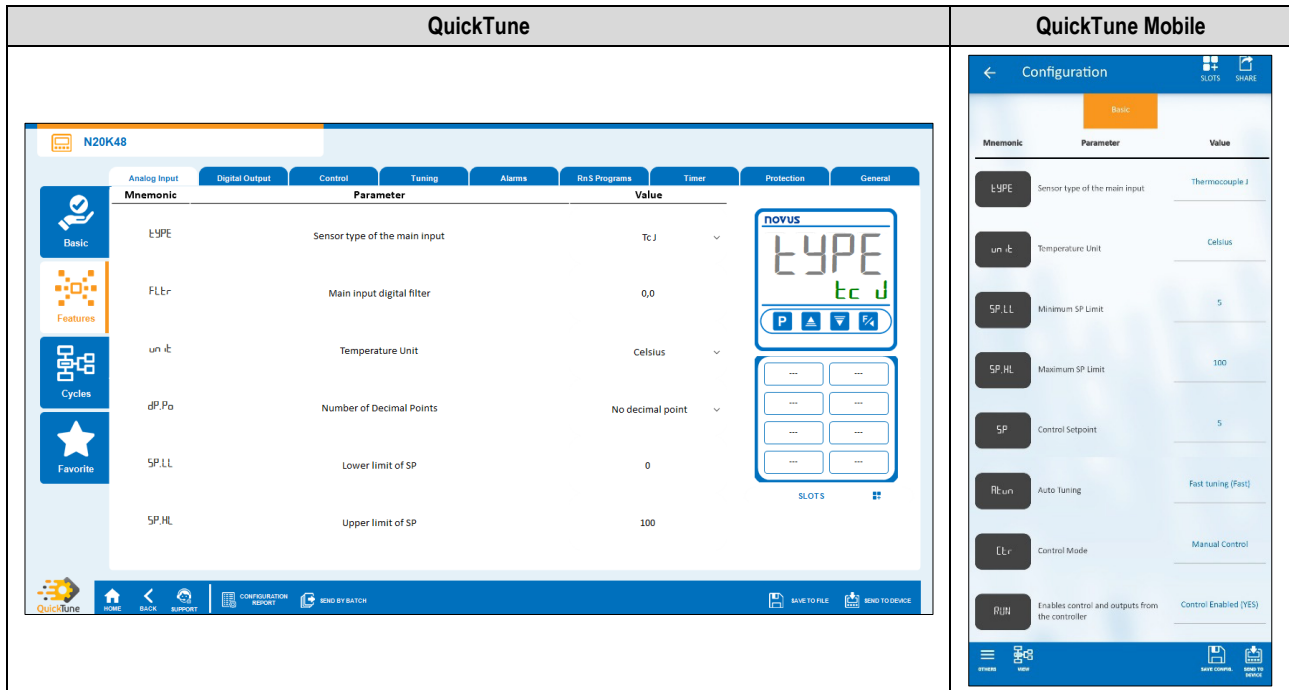 QuickTune
QuickTune Mobile
N20K48
Analog Input
Digital Output
Control
Tuning
Alarms
RnS Programs
Timer
Protection
General
Mnemonic
Parameter
Value
Basic
Features
Cycles
Favorite
tYPE
Sensor type of the main input
Tc J
FLtr
Main input digital filter
0,0
unit
Temperature Unit
Celsius
dP.Po
Number of Decimal Points
No decimal point
SP.LL
Lower limit of SP
0
SP.HL
Upper limit of SP
100
novus
tYPE
tc J
P
F/
---
---
---
---
---
---
---
---
SLOTS
QuickTune
HOME
BACK
SUPPORT
CONFIGURATION
REPORT
SEND BY BATCH
SAVE TO FILE
SEND TO DEVICE
Configuration
SLOTS
SHARE
Basic
Mnemonic
Parameter
Value
tYPE
Sensor type of the main input
Thermocouple J
unit
Temperature Unit
Celsius
SP.LL
Minimum SP Limit
5
SP.HL
Maximum SP Limit
100
SP
Control Setpoint
5
Atun
Auto Tuning
Fast tuning (Fast)
Ctr
Control Mode
Manual Control
RUN
Enables control and outputs from
the controller
Control Enabled (YES)
OTHERS
VIEW
SAVE CONFIG.
SEND TO
DEVICE